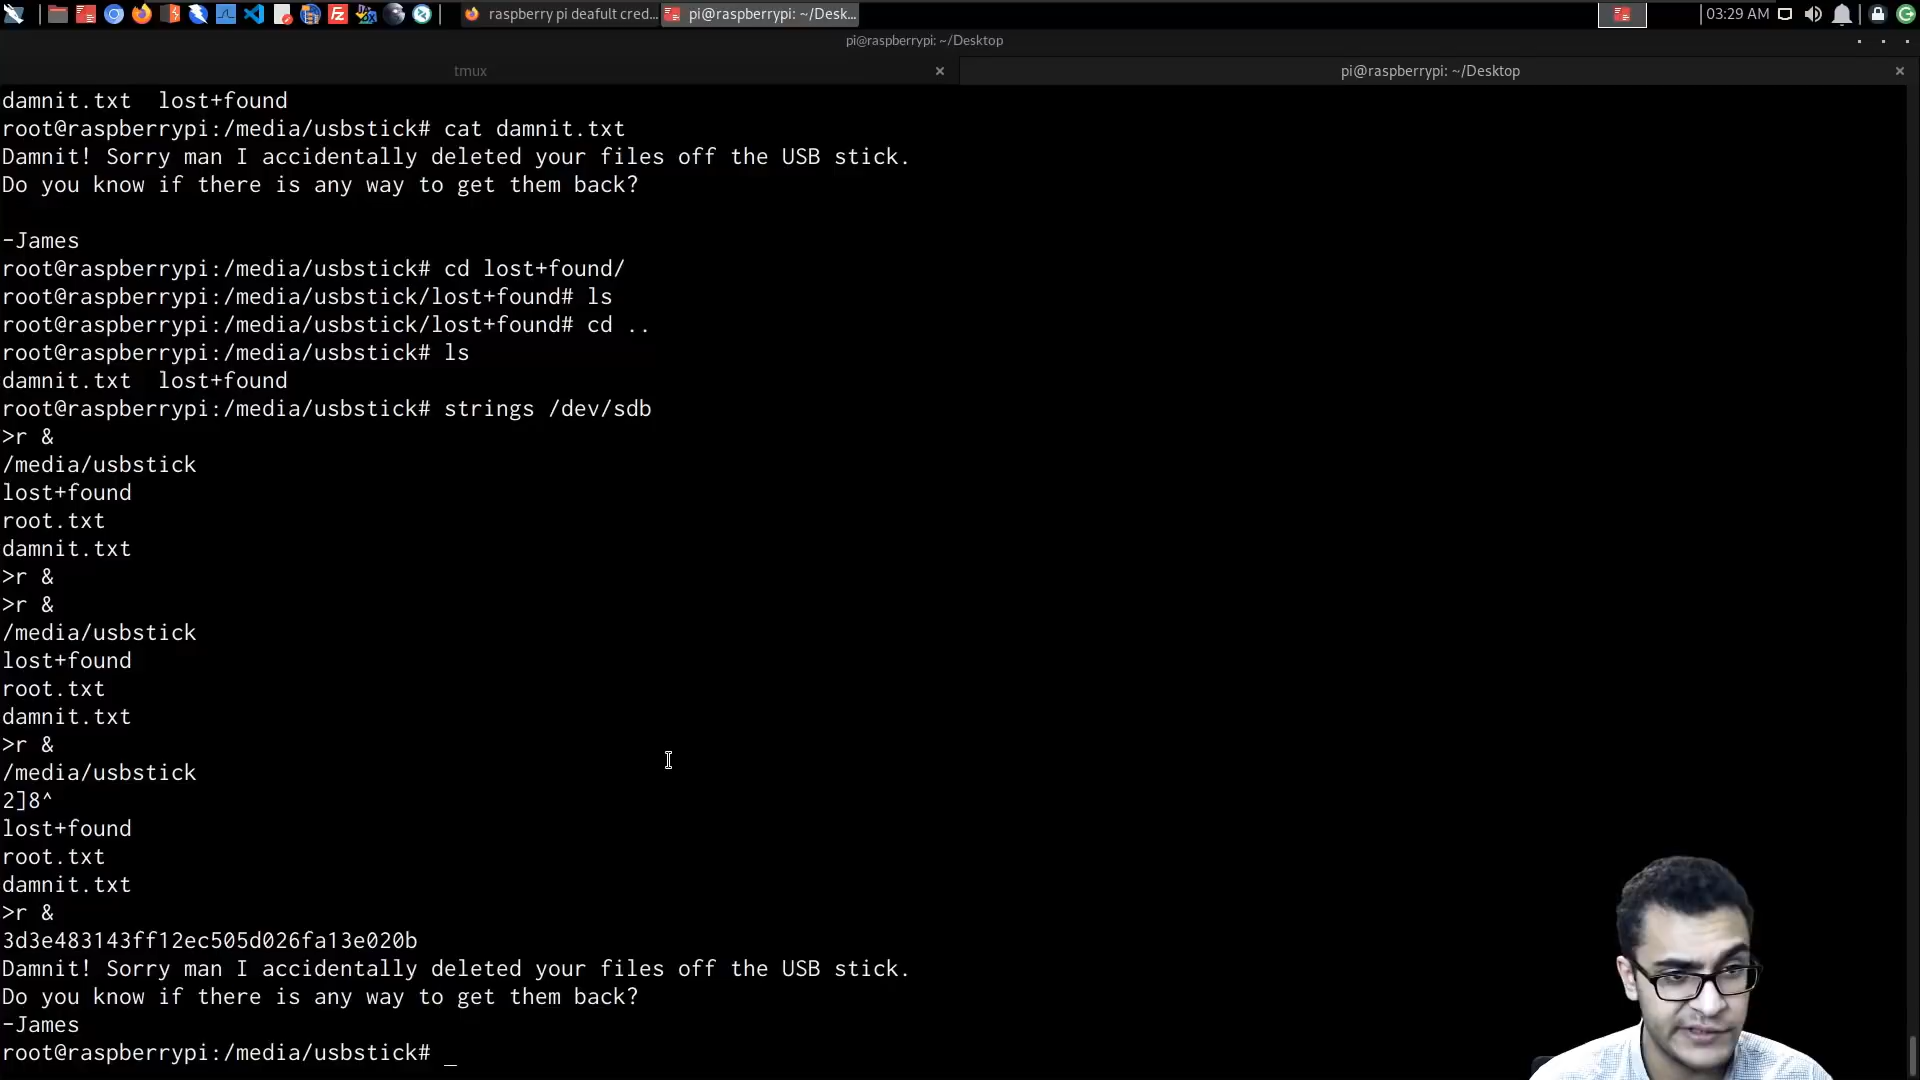 raspberry pi deafult cred...
pi@raspberrypi: ~/Desk...
03:29 AM
pi@raspberrypi: ~/Desktop
tmux
pi@raspberrypi: ~/Desktop
damnit.txt  lost+found
root@raspberrypi:/media/usbstick# cat damnit.txt
Damnit! Sorry man I accidentally deleted your files off the USB stick.
Do you know if there is any way to get them back?
-James
root@raspberrypi:/media/usbstick# cd lost+found/
root@raspberrypi:/media/usbstick/lost+found# ls
root@raspberrypi:/media/usbstick/lost+found# cd ..
root@raspberrypi:/media/usbstick# ls
damnit.txt  lost+found
root@raspberrypi:/media/usbstick# strings /dev/sdb
>r &
/media/usbstick
lost+found
root.txt
damnit.txt
>r &
>r &
/media/usbstick
lost+found
root.txt
damnit.txt
>r &
/media/usbstick
2]8^
lost+found
root.txt
damnit.txt
>r &
3d3e483143ff12ec505d026fa13e020b
Damnit! Sorry man I accidentally deleted your files off the USB stick.
Do you know if there is any way to get them back?
-James
root@raspberrypi:/media/usbstick# _